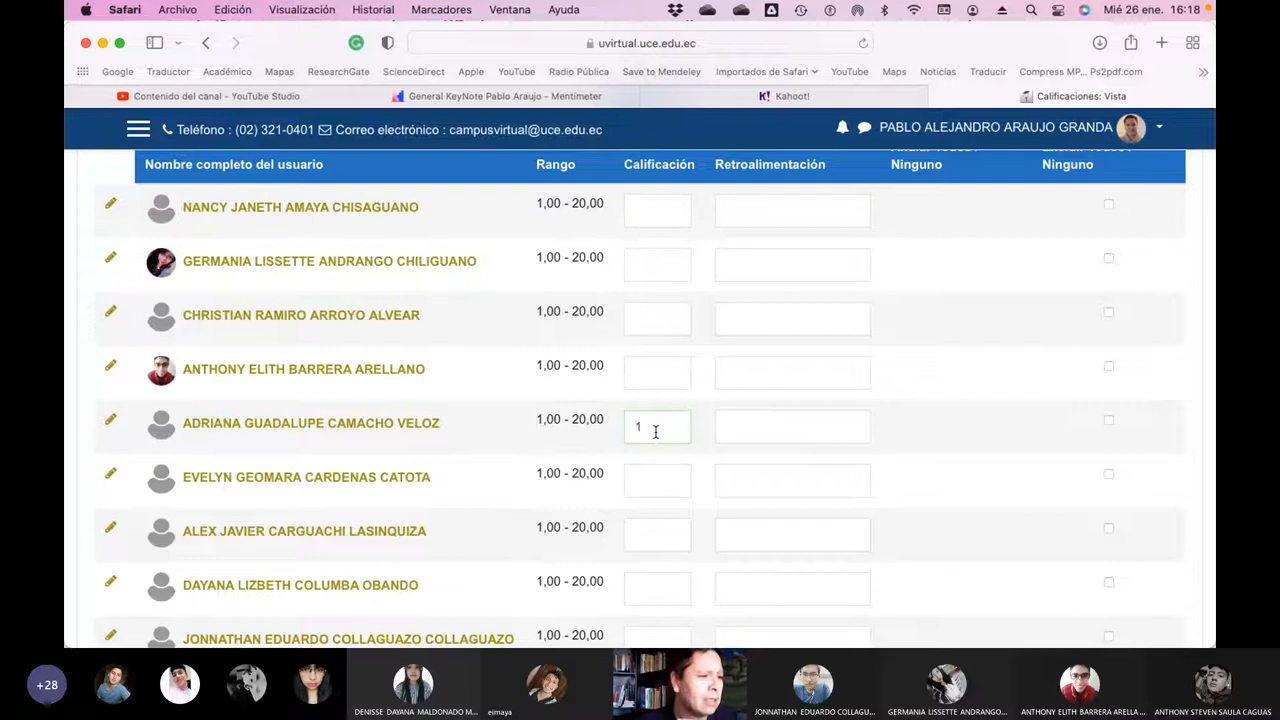 Safari Archivo Edición Visualización Historial Marcadores Ventana Ayuda Mié 26 ene. 16:18
uvirtual.uce.edu.ec
Google Traductor Académico Mapas ResearchGate ScienceDirect Apple YouTube Radio Pública Save to Mendeley Importados de Safari YouTube Maps Noticias Traducir Compress MP... Ps2pdf.com
Contenido del canal - YouTube Studio General KeyNote Pablo Araujo - Mentimeter K! Kahoot! Calificaciones: Vista
Teléfono : (02) 321-0401 Correo electrónico : campusvirtual@uce.edu.ec PABLO ALEJANDRO ARAUJO GRANDA
Nombre completo del usuario Rango Calificación Retroalimentación Ninguno Ninguno
NANCY JANETH AMAYA CHISAGUANO 1,00 - 20,00
GERMANIA LISSETTE ANDRANGO CHILIGUANO 1,00 - 20,00
CHRISTIAN RAMIRO ARROYO ALVEAR 1,00 - 20,00
ANTHONY ELITH BARRERA ARELLANO 1,00 - 20,00
ADRIANA GUADALUPE CAMACHO VELOZ 1,00 - 20,00 1
EVELYN GEOMARA CARDENAS CATOTA 1,00 - 20,00
ALEX JAVIER CARGUACHI LASINQUIZA 1,00 - 20,00
DAYANA LIZBETH COLUMBA OBANDO 1,00 - 20,00
JONNATHAN EDUARDO COLLAGUAZO COLLAGUAZO 1,00 - 20,00
+28
DENISSE DAYANA MALDONADO M... eimaya JONNATHAN EDUARDO COLLAGU... GERMANIA LISSETTE ANDRANGO... ANTHONY ELITH BARRERA ARELLA... ANTHONY STEVEN SAILA CAGUAS